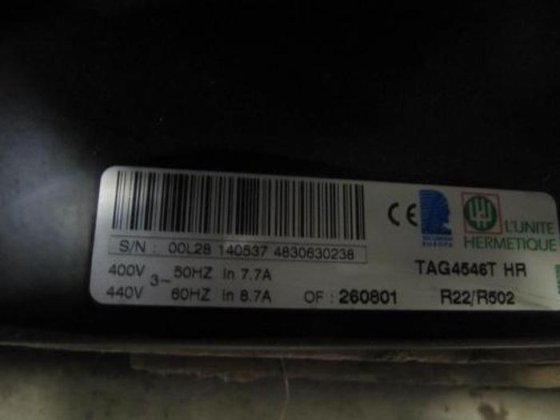 CE
L'UNITE
HERMETIQUE
S/N : 00L28 140537 4830630238
400V 3~ 50HZ In 7.7A
440V 60HZ In 8.7A
OF : 260801
TAG4546T HR
R22/R502